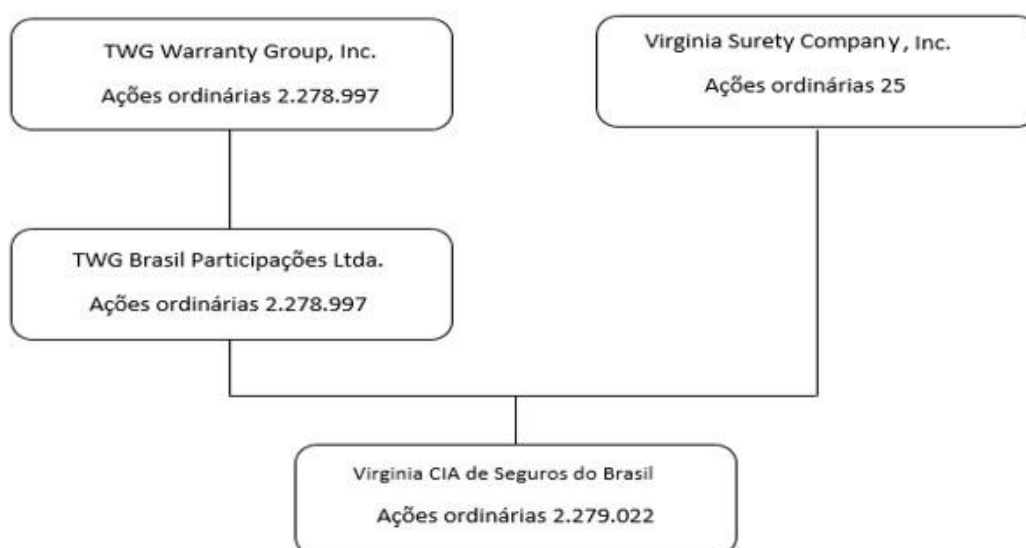 TWG Warranty Group, Inc.
Ações ordinárias 2.278.997
Virginia Surety Company, Inc.
Ações ordinárias 25
TWG Brasil Participações Ltda.
Ações ordinárias 2.278.997
Virginia CIA de Seguros do Brasil
Ações ordinárias 2.279.022